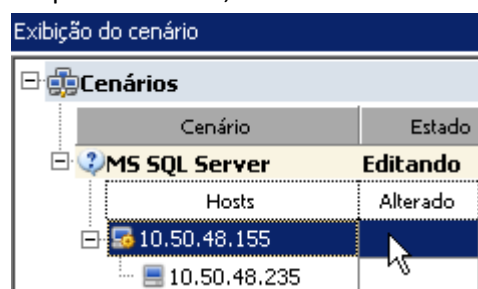 Exibição do cenário
Cenários
Cenário Estado
MS SQL Server Editando
Hosts Alterado
10.50.48.155
10.50.48.235